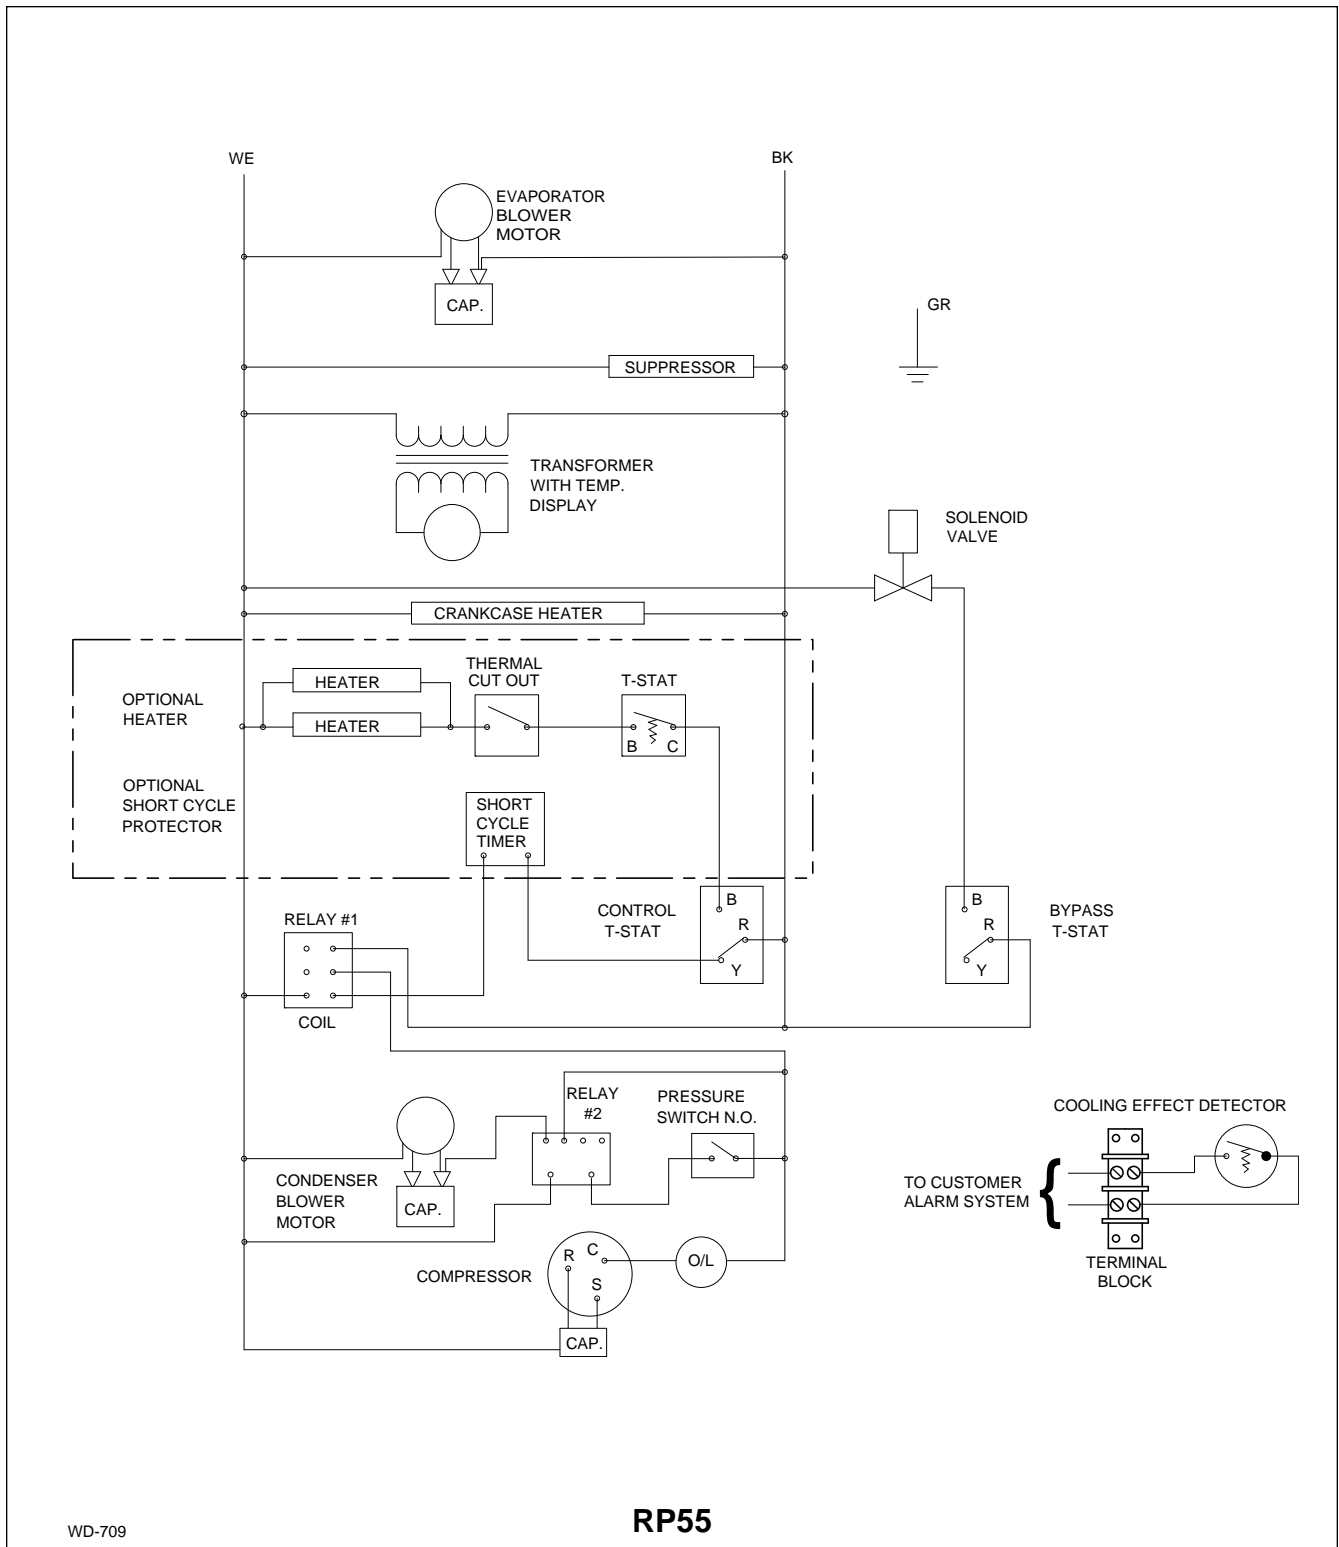 WE
BK
EVAPORATOR
BLOWER
MOTOR
CAP.
GR
SUPPRESSOR
TRANSFORMER
WITH TEMP.
DISPLAY
SOLENOID
VALVE
CRANKCASE HEATER
OPTIONAL
HEATER
HEATER
HEATER
THERMAL
CUT OUT
T-STAT
B C
OPTIONAL
SHORT CYCLE
PROTECTOR
SHORT
CYCLE
TIMER
RELAY #1
COIL
CONTROL
T-STAT
B
R
Y
B
R
Y
BYPASS
T-STAT
RELAY
#2
PRESSURE
SWITCH N.O.
CONDENSER
BLOWER
MOTOR
CAP.
COMPRESSOR
R
C
S
O/L
CAP.
COOLING EFFECT DETECTOR
TO CUSTOMER
ALARM SYSTEM
{
TERMINAL
BLOCK
WD-709
RP55